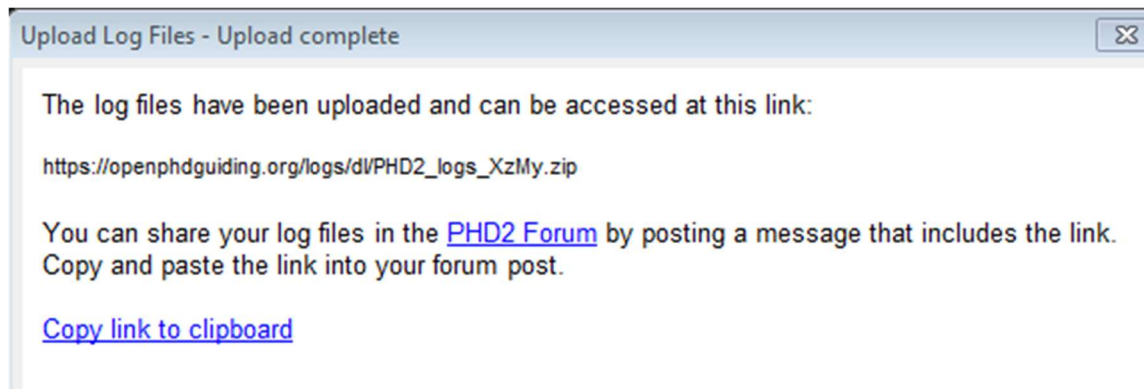 Upload Log Files - Upload complete
The log files have been uploaded and can be accessed at this link:
https://openphdguiding.org/logs/dl/PHD2_logs_XzMy.zip
You can share your log files in the PHD2 Forum by posting a message that includes the link.
Copy and paste the link into your forum post.
Copy link to clipboard